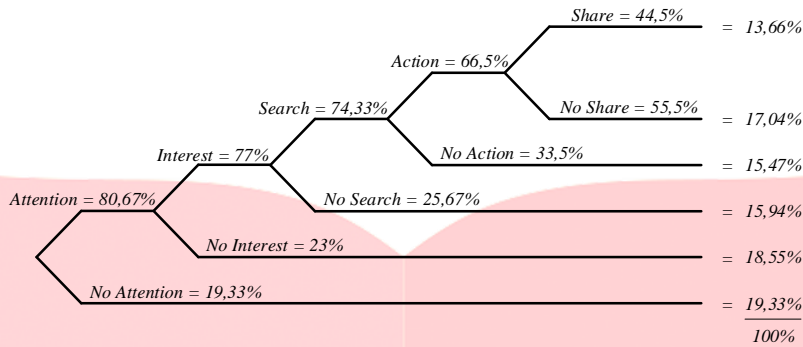 Share = 44,5% = 13,66%
Action = 66,5%
No Share = 55,5% = 17,04%
Search = 74,33%
No Action = 33,5% = 15,47%
Interest = 77%
No Search = 25,67% = 15,94%
Attention = 80,67%
No Interest = 23% = 18,55%
No Attention = 19,33% = 19,33%
100%